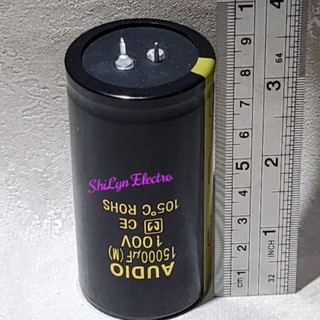 ShiLyn Electro
AUDIO
15000µF(M)
100V
CE
105°C ROHS
cm 1 2 3 4 5 6 7 8
32 INCH 1 2 3 64